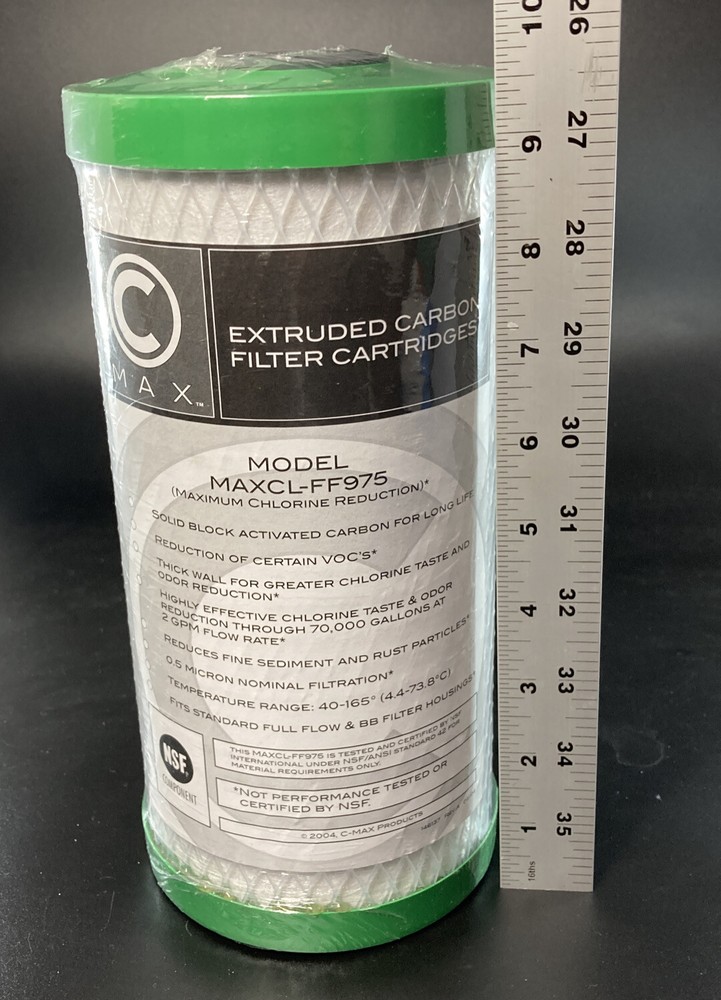 C
MAX™
EXTRUDED CARBON
FILTER CARTRIDGES
MODEL
MAXCL-FF975
(MAXIMUM CHLORINE REDUCTION)*
SOLID BLOCK ACTIVATED CARBON FOR LONG LIFE
REDUCTION OF CERTAIN VOC'S*
THICK WALL FOR GREATER CHLORINE TASTE AND
ODOR REDUCTION*
HIGHLY EFFECTIVE CHLORINE TASTE & ODOR
REDUCTION THROUGH 70,000 GALLONS AT
2 GPM FLOW RATE*
REDUCES FINE SEDIMENT AND RUST PARTICLES*
0.5 MICRON NOMINAL FILTRATION*
TEMPERATURE RANGE: 40-165° (4.4-73.8°C)
FITS STANDARD FULL FLOW & BB FILTER HOUSINGS*
NSF
COMPONENT
THIS MAXCL-FF975 IS TESTED AND CERTIFIED BY NSF
INTERNATIONAL UNDER NSF/ANSI STANDARD 42 FOR
MATERIAL REQUIREMENTS ONLY.
*NOT PERFORMANCE TESTED OR
CERTIFIED BY NSF.
© 2004, C-MAX PRODUCTS
10 26
9 27
8 28
7 29
6 30
5 31
4 32
3 33
2 34
1 35
16ths